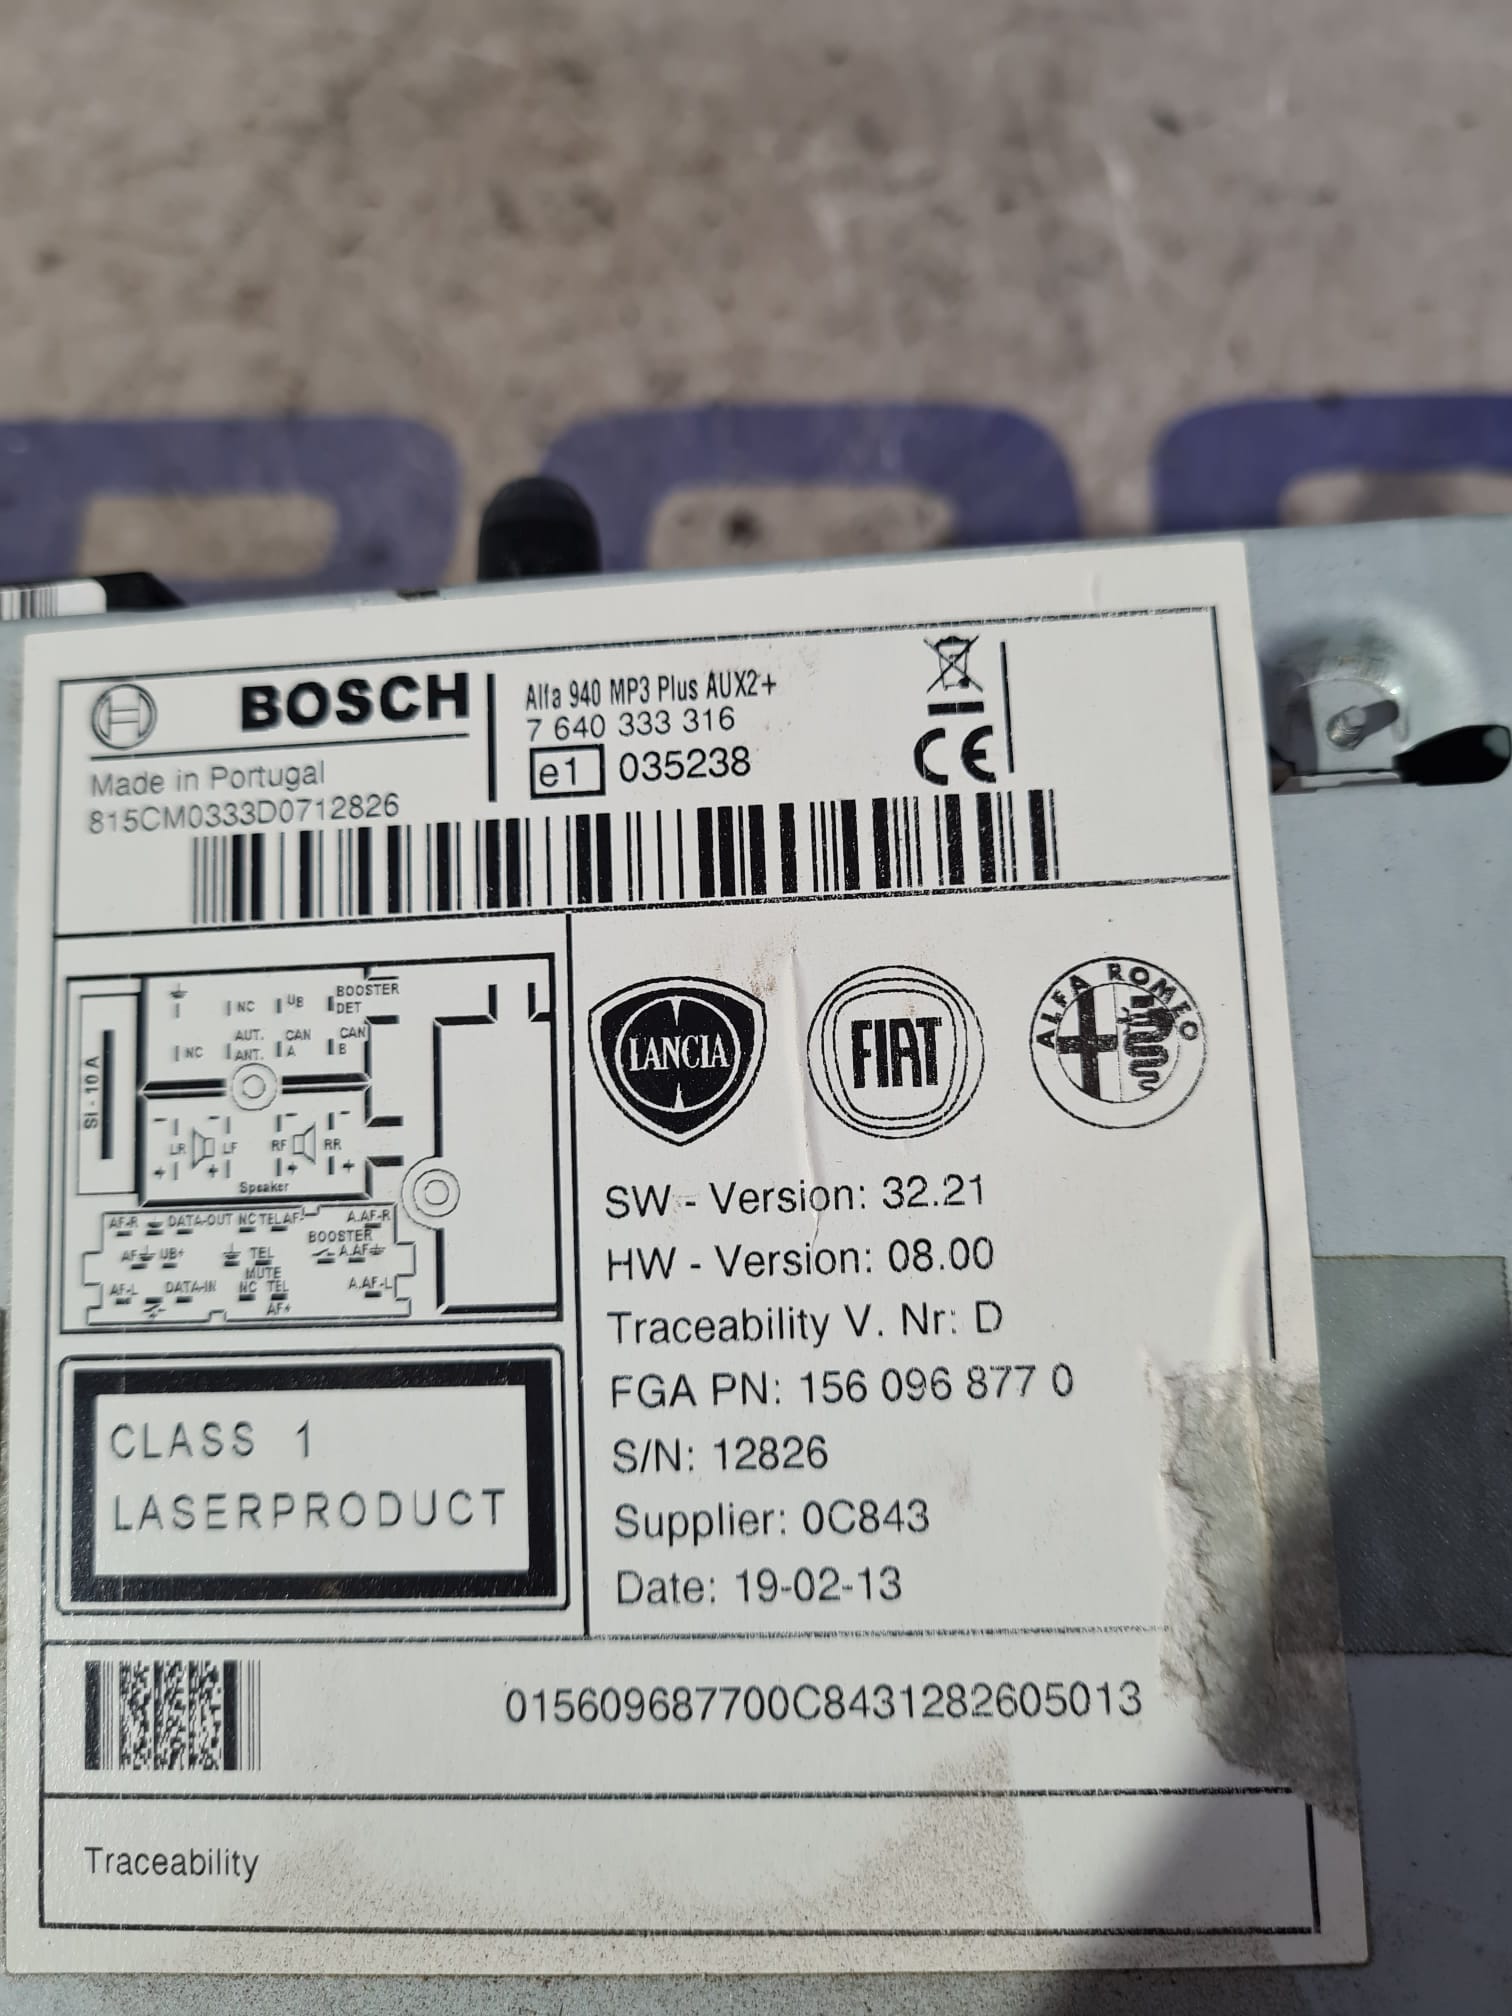 BOSCH
Made in Portugal
815CM0333D0712826
Alfa 940 MP3 Plus AUX2+
7 640 333 316
e1 035238
CE
NC UB BOOSTER DET
NC AUT. ANT. CAN A CAN B
SI - 10 A
LR LF RF RR
Speaker
AF-R DATA-OUT NC TEL AF- A.AF-R
BOOSTER
AF UB+ TEL MUTE A.AF
AF-L DATA-IN NC TEL AF+ A.AF-L
LANCIA
FIAT
ALFA ROMEO
SW - Version: 32.21
HW - Version: 08.00
Traceability V. Nr: D
FGA PN: 156 096 877 0
S/N: 12826
Supplier: 0C843
Date: 19-02-13
CLASS 1
LASERPRODUCT
015609687700C8431282605013
Traceability